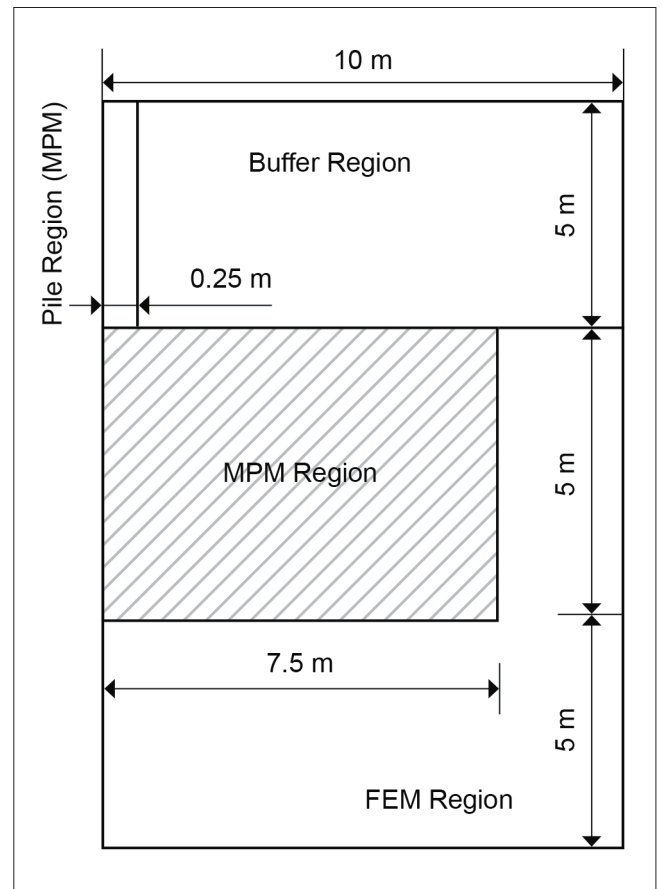 10 m
Pile Region (MPM)
Buffer Region
5 m
0.25 m
MPM Region
5 m
7.5 m
5 m
FEM Region